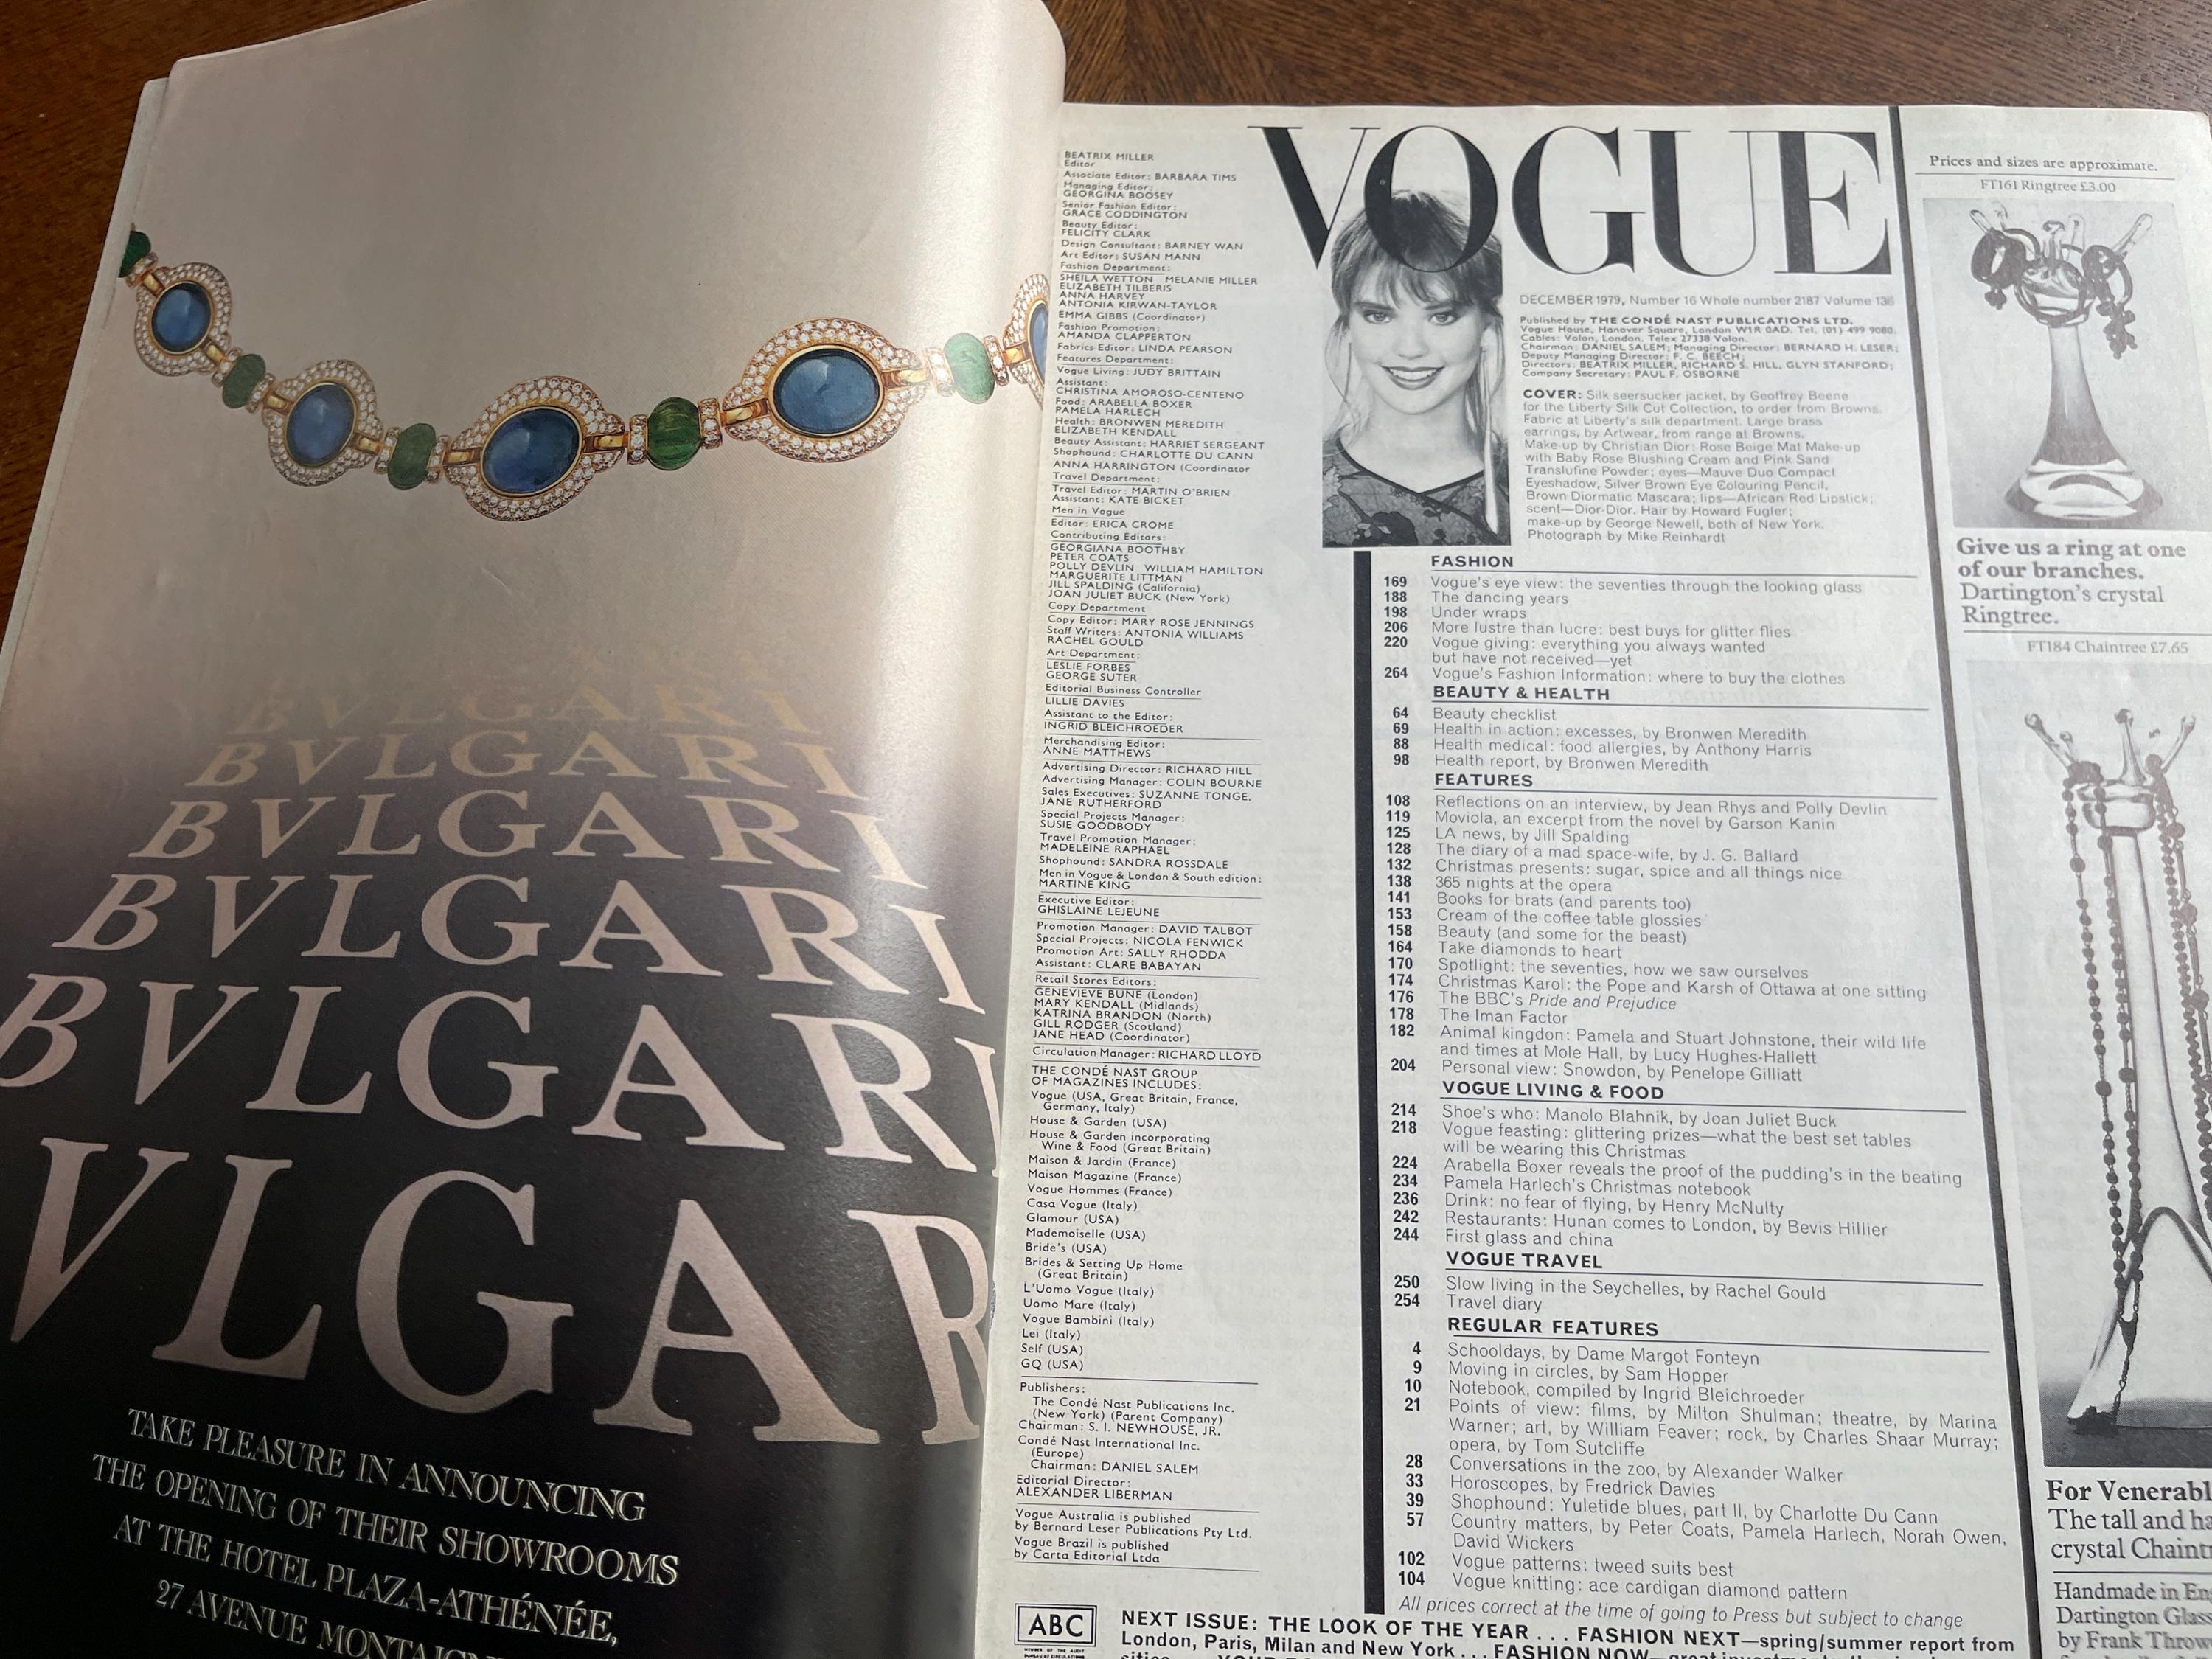 BVLGARI
BVLGARI
BVLGARI
BVLGARI
BVLGARI
VLGAR
TAKE PLEASURE IN ANNOUNCING
THE OPENING OF THEIR SHOWROOMS
AT THE HOTEL PLAZA-ATHÉNÉE,
27 AVENUE
BEATRIX MILLER
Editor
Associate Editor: BARBARA TIMS
Managing Editor:
GEORGINA BOOSEY
Senior Fashion Editor:
GRACE CODDINGTON
Beauty Editor:
FELICITY CLARK
Design Consultant: BARNEY WAN
Art Editor: SUSAN MANN
Fashion Department:
SHEILA WETTON MELANIE MILLER
ELIZABETH TILBERIS
ANNA HARVEY
ANTONIA KIRWAN-TAYLOR
EMMA GIBBS (Coordinator)
Fashion Promotion:
AMANDA CLAPPERTON
Fabrics Editor: LINDA PEARSON
Features Department:
Vogue Living: JUDY BRITTAIN
Assistant:
CHRISTINA AMOROSO-CENTENO
Food: ARABELLA BOXER
PAMELA HARLECH
Health: BRONWEN MEREDITH
ELIZABETH KENDALL
Beauty Assistant: HARRIET SERGEANT
Shophound: CHARLOTTE DU CANN
ANNA HARRINGTON (Coordinator
Travel Department:
Travel Editor: MARTIN O'BRIEN
Assistant: KATE BICKET
Men in Vogue
Editor: ERICA CROME
Contributing Editors:
GEORGIANA BOOTHBY
PETER COATS
POLLY DEVLIN WILLIAM HAMILTON
MARGUERITE LITTMAN
JILL SPALDING (California)
JOAN JULIET BUCK (New York)
Copy Department
Copy Editor: MARY ROSE JENNINGS
Staff Writers: ANTONIA WILLIAMS
RACHEL GOULD
Art Department:
LESLIE FORBES
GEORGE SUTER
Editorial Business Controller
LILLIE DAVIES
Assistant to the Editor:
INGRID BLEICHROEDER
Merchandising Editor:
ANNE MATTHEWS
Advertising Director: RICHARD HILL
Advertising Manager: COLIN BOURNE
Sales Executives: SUZANNE TONGE,
JANE RUTHERFORD
Special Projects Manager:
SUSIE GOODBODY
Travel Promotion Manager:
MADELEINE RAPHAEL
Shophound: SANDRA ROSSDALE
Men in Vogue & London & South edition:
MARTINE KING
Executive Editor:
GHISLAINE LEJEUNE
Promotion Manager: DAVID TALBOT
Special Projects: NICOLA FENWICK
Promotion Art: SALLY RHODDA
Assistant: CLARE BABAYAN
Retail Stores Editors:
GENEVIEVE BUNE (London)
MARY KENDALL (Midlands)
KATRINA BRANDON (North)
GILL RODGER (Scotland)
JANE HEAD (Coordinator)
Circulation Manager: RICHARD LLOYD
THE CONDÉ NAST GROUP
OF MAGAZINES INCLUDES:
Vogue (USA, Great Britain, France,
Germany, Italy)
House & Garden (USA)
House & Garden incorporating
Wine & Food (Great Britain)
Maison & Jardin (France)
Maison Magazine (France)
Vogue Hommes (France)
Casa Vogue (Italy)
Glamour (USA)
Mademoiselle (USA)
Bride's (USA)
Brides & Setting Up Home
(Great Britain)
L'Uomo Vogue (Italy)
Uomo Mare (Italy)
Vogue Bambini (Italy)
Lei (Italy)
Self (USA)
GQ (USA)
Publishers:
The Condé Nast Publications Inc.
(New York) (Parent Company)
Chairman: S. I. NEWHOUSE, JR.
Condé Nast International Inc.
(Europe)
Chairman: DANIEL SALEM
Editorial Director:
ALEXANDER LIBERMAN
Vogue Australia is published
by Bernard Leser Publications Pty Ltd.
Vogue Brazil is published
by Carta Editorial Ltda
VOGUE
DECEMBER 1979, Number 16 Whole number 2187 Volume 136
Published by THE CONDÉ NAST PUBLICATIONS LTD.
Vogue House, Hanover Square, London W1R 0AD. Tel. (01) 499 9080.
Cables: Volon, London. Telex 27338 Volon.
Chairman: DANIEL SALEM; Managing Director: BERNARD H. LESER;
Deputy Managing Director: F. C. BEECH;
Directors: BEATRIX MILLER, RICHARD S. HILL, GLYN STANFORD;
Company Secretary: PAUL F. OSBORNE
COVER: Silk seersucker jacket, by Geoffrey Beene
for the Liberty Silk Cut Collection, to order from Browns.
Fabric at Liberty's silk department. Large brass
earrings, by Artwear, from range at Browns.
Make-up by Christian Dior: Rose Beige Mat Make-up
with Baby Rose Blushing Cream and Pink Sand
Translufine Powder; eyes—Mauve Duo Compact
Eyeshadow, Silver Brown Eye Colouring Pencil,
Brown Diormatic Mascara; lips—African Red Lipstick;
scent—Dior-Dior. Hair by Howard Fugler;
make-up by George Newell, both of New York.
Photograph by Mike Reinhardt
FASHION
169 Vogue's eye view: the seventies through the looking glass
188 The dancing years
198 Under wraps
206 More lustre than lucre: best buys for glitter flies
220 Vogue giving: everything you always wanted
but have not received—yet
264 Vogue's Fashion Information: where to buy the clothes
BEAUTY & HEALTH
64 Beauty checklist
69 Health in action: excesses, by Bronwen Meredith
88 Health medical: food allergies, by Anthony Harris
98 Health report, by Bronwen Meredith
FEATURES
108 Reflections on an interview, by Jean Rhys and Polly Devlin
119 Moviola, an excerpt from the novel by Garson Kanin
125 LA news, by Jill Spalding
128 The diary of a mad space-wife, by J. G. Ballard
132 Christmas presents: sugar, spice and all things nice
138 365 nights at the opera
141 Books for brats (and parents too)
153 Cream of the coffee table glossies
158 Beauty (and some for the beast)
164 Take diamonds to heart
170 Spotlight: the seventies, how we saw ourselves
174 Christmas Karol: the Pope and Karsh of Ottawa at one sitting
176 The BBC's Pride and Prejudice
178 The Iman Factor
182 Animal kingdon: Pamela and Stuart Johnstone, their wild life
and times at Mole Hall, by Lucy Hughes-Hallett
204 Personal view: Snowdon, by Penelope Gilliatt
VOGUE LIVING & FOOD
214 Shoe's who: Manolo Blahnik, by Joan Juliet Buck
218 Vogue feasting: glittering prizes—what the best set tables
will be wearing this Christmas
224 Arabella Boxer reveals the proof of the pudding's in the beating
234 Pamela Harlech's Christmas notebook
236 Drink: no fear of flying, by Henry McNulty
242 Restaurants: Hunan comes to London, by Bevis Hillier
244 First glass and china
VOGUE TRAVEL
250 Slow living in the Seychelles, by Rachel Gould
254 Travel diary
REGULAR FEATURES
4 Schooldays, by Dame Margot Fonteyn
9 Moving in circles, by Sam Hopper
10 Notebook, compiled by Ingrid Bleichroeder
21 Points of view: films, by Milton Shulman; theatre, by Marina
Warner; art, by William Feaver; rock, by Charles Shaar Murray;
opera, by Tom Sutcliffe
28 Conversations in the zoo, by Alexander Walker
33 Horoscopes, by Fredrick Davies
39 Shophound: Yuletide blues, part II, by Charlotte Du Cann
57 Country matters, by Peter Coats, Pamela Harlech, Norah Owen,
David Wickers
102 Vogue patterns: tweed suits best
104 Vogue knitting: ace cardigan diamond pattern
All prices correct at the time of going to Press but subject to change
ABC
MEMBER OF THE AUDIT
BUREAU OF CIRCULATIONS
NEXT ISSUE: THE LOOK OF THE YEAR . . . FASHION NEXT—spring/summer report from
London, Paris, Milan and New York . . . FASHION NOW
Prices and sizes are approximate.
FT161 Ringtree £3.00
Give us a ring at one
of our branches.
Dartington's crystal
Ringtree.
FT184 Chaintree £7.65
For Venerabl
The tall and ha
crystal Chaint
Handmade in En
Dartington Glas
by Frank Throw